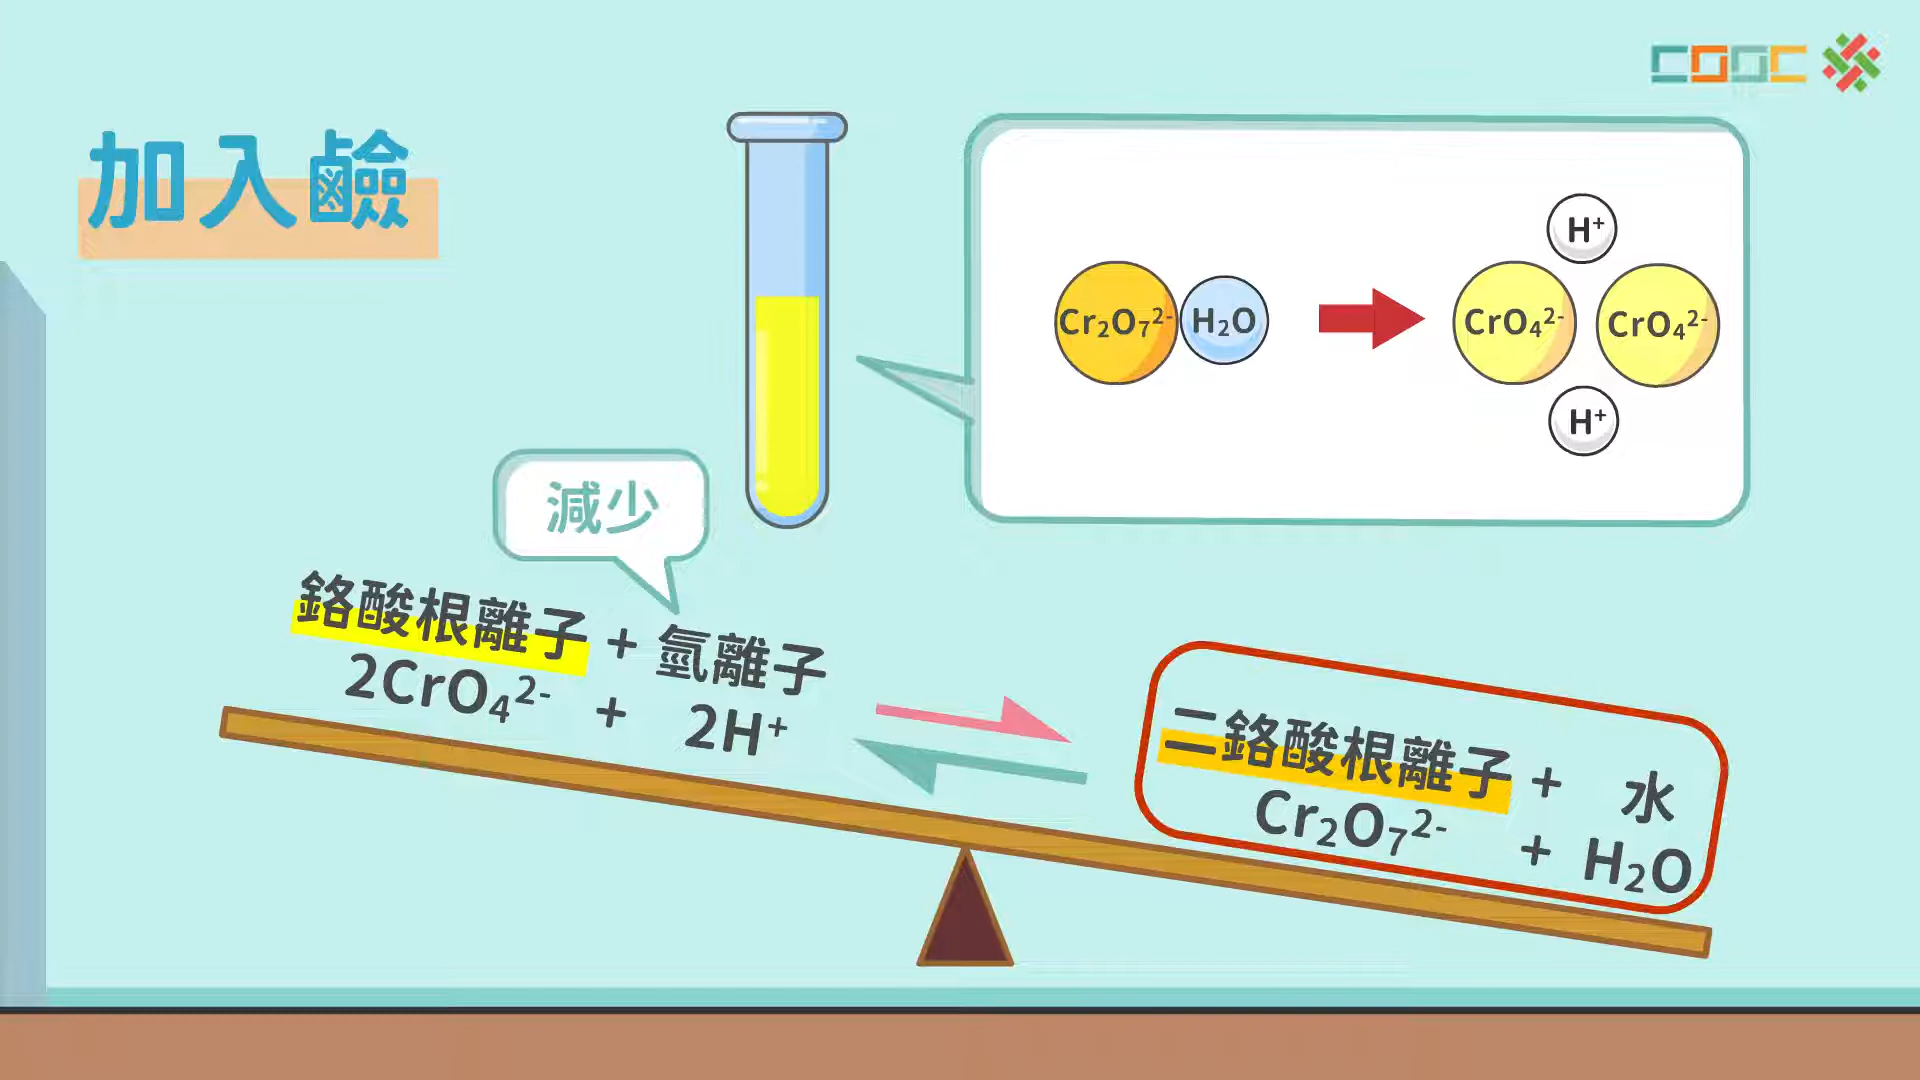 COOC
加入鹼
H⁺
Cr₂O₇²⁻ H₂O CrO₄²⁻ CrO₄²⁻
H⁺
減少
鉻酸根離子 + 氫離子
2CrO₄²⁻ + 2H⁺
二鉻酸根離子 + 水
Cr₂O₇²⁻ + H₂O